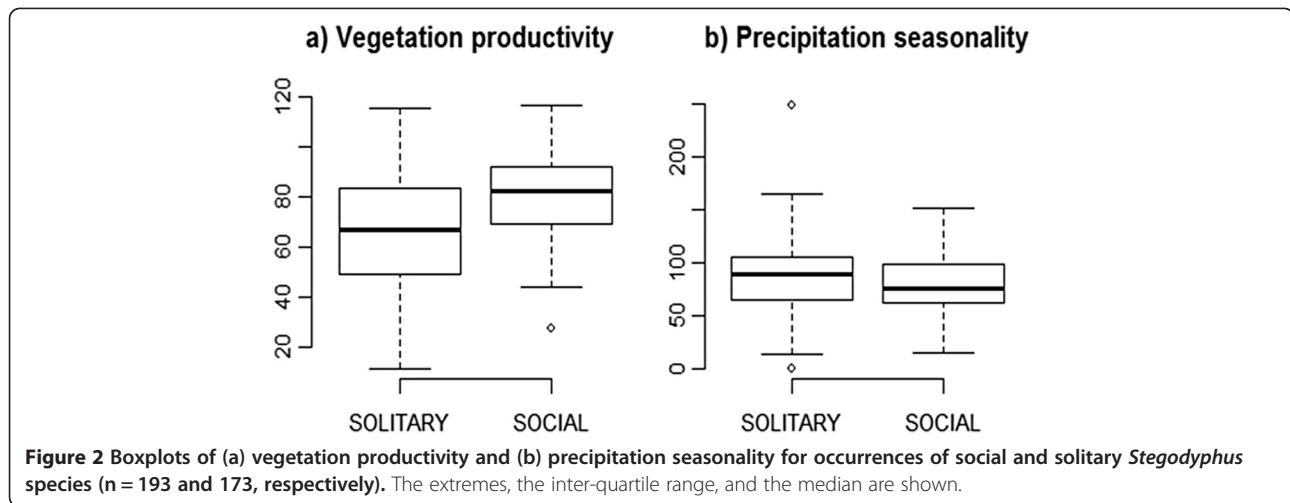 a) Vegetation productivity
b) Precipitation seasonality
120
80
60
40
20
SOLITARY
SOCIAL
200
100
50
0
SOLITARY
SOCIAL
Figure 2 Boxplots of (a) vegetation productivity and (b) precipitation seasonality for occurrences of social and solitary Stegodyphus
species (n = 193 and 173, respectively). The extremes, the inter-quartile range, and the median are shown.